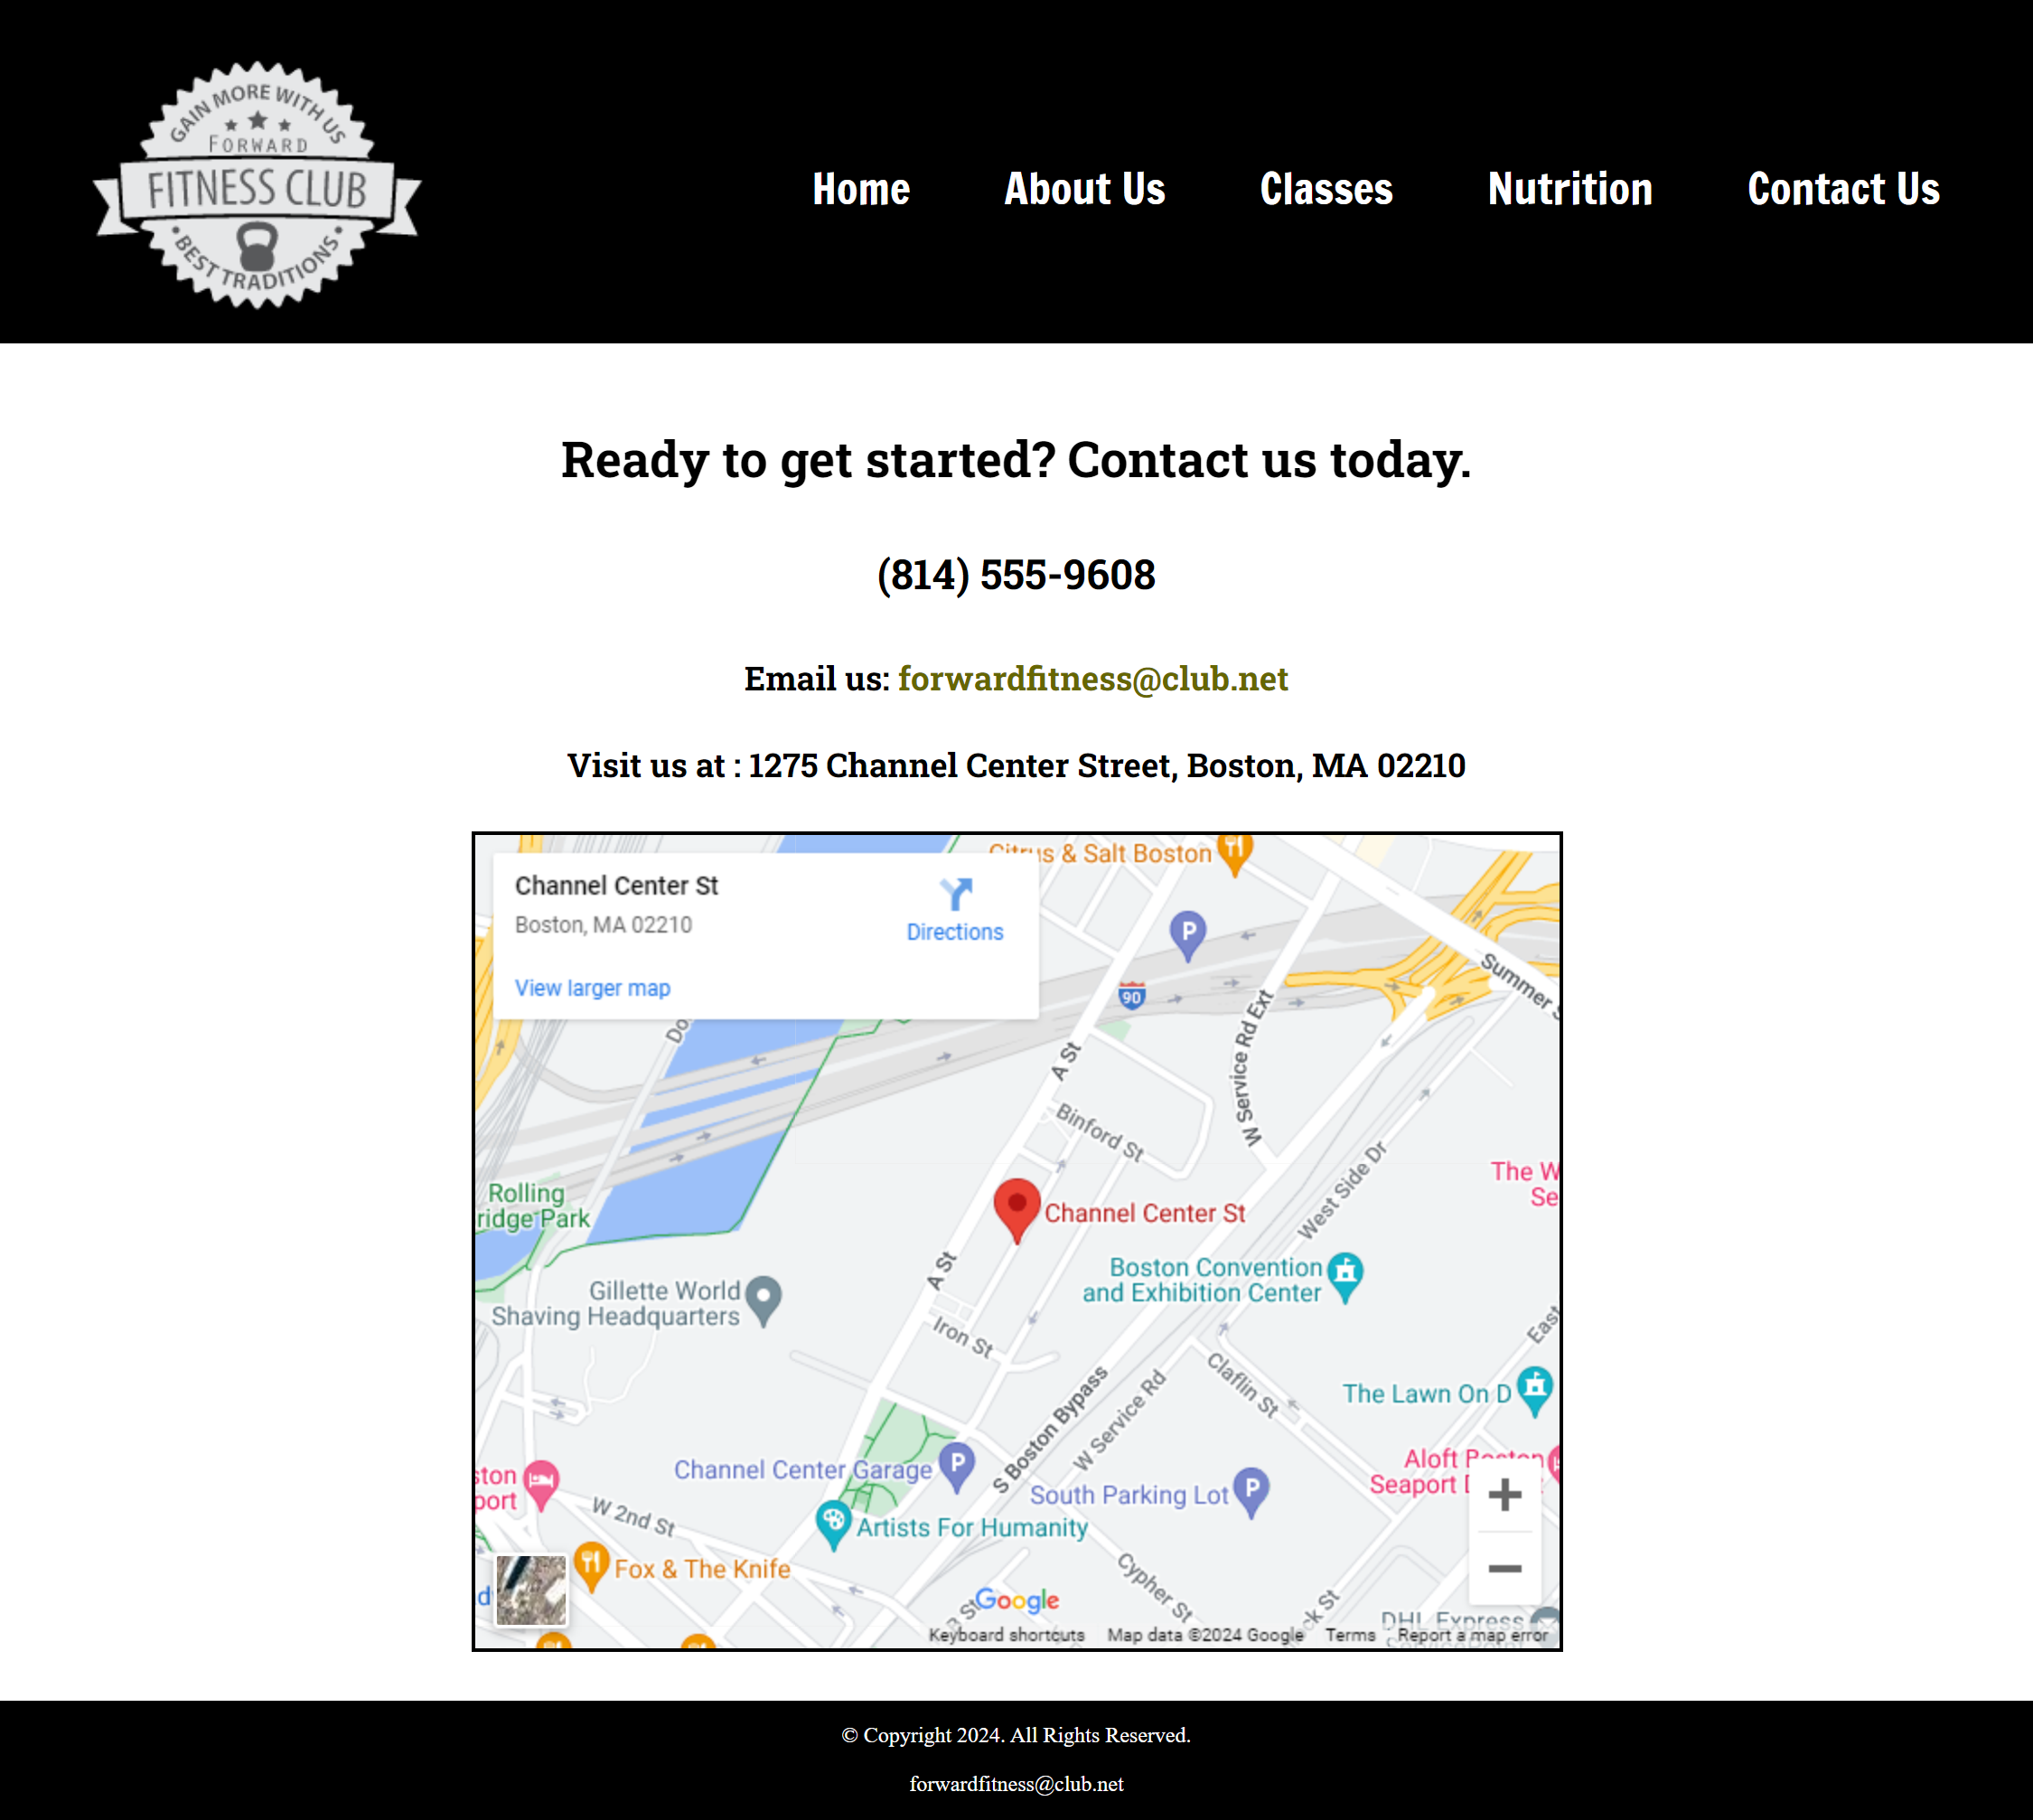 GAIN MORE WITH US
FORWARD
FITNESS CLUB
• BEST TRADITIONS •
Home About Us Classes Nutrition Contact Us
Ready to get started? Contact us today.
(814) 555-9608
Email us: forwardfitness@club.net
Visit us at : 1275 Channel Center Street, Boston, MA 02210
Citrus & Salt Boston
Channel Center St
Boston, MA 02210
Directions
View larger map
P
Summer S
90
Do
W Service Rd Ext
A St
Binford St
West Side Dr
The W
Se
Rolling
ridge Park
Channel Center St
A St
Boston Convention
and Exhibition Center
Gillette World
Shaving Headquarters
Iron St
East
Claflin St
The Lawn On D
S Boston Bypass
W Service Rd
Aloft Boston
Seaport D
Channel Center Garage P
ston
port
South Parking Lot P
W 2nd St
Artists For Humanity
Fox & The Knife
Cypher St
Google
B St
ck St
DHL Express
Keyboard shortcuts Map data ©2024 Google Terms Report a map error
© Copyright 2024. All Rights Reserved.
forwardfitness@club.net